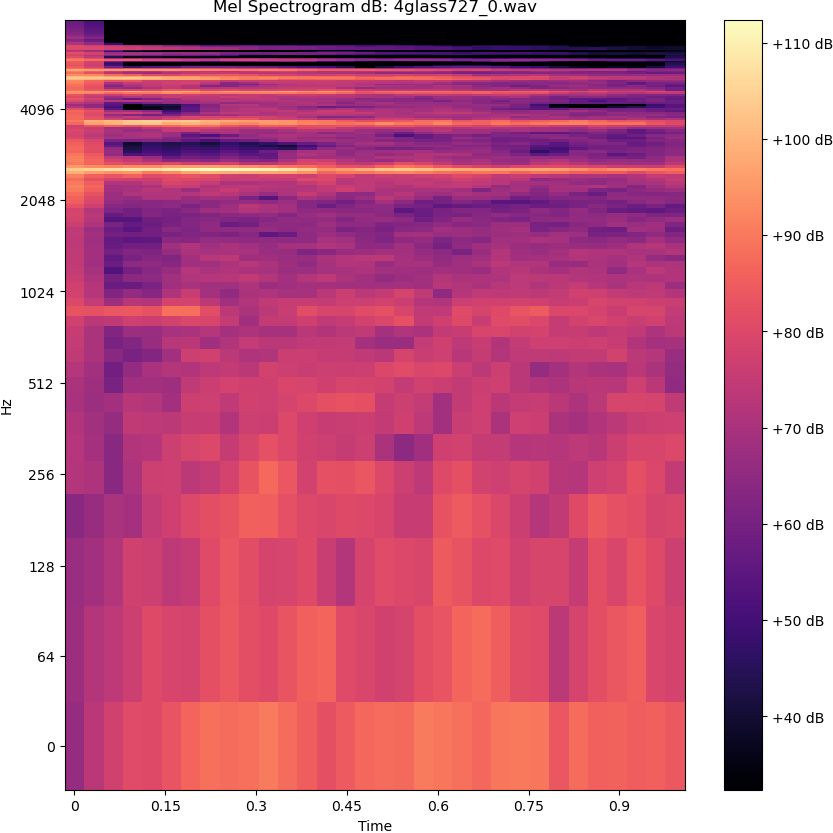 Mel Spectrogram dB: 4glass727_0.wav
4096
2048
1024
512
256
128
64
0
Hz
0
0.15
0.3
0.45
0.6
0.75
0.9
Time
+110 dB
+100 dB
+90 dB
+80 dB
+70 dB
+60 dB
+50 dB
+40 dB